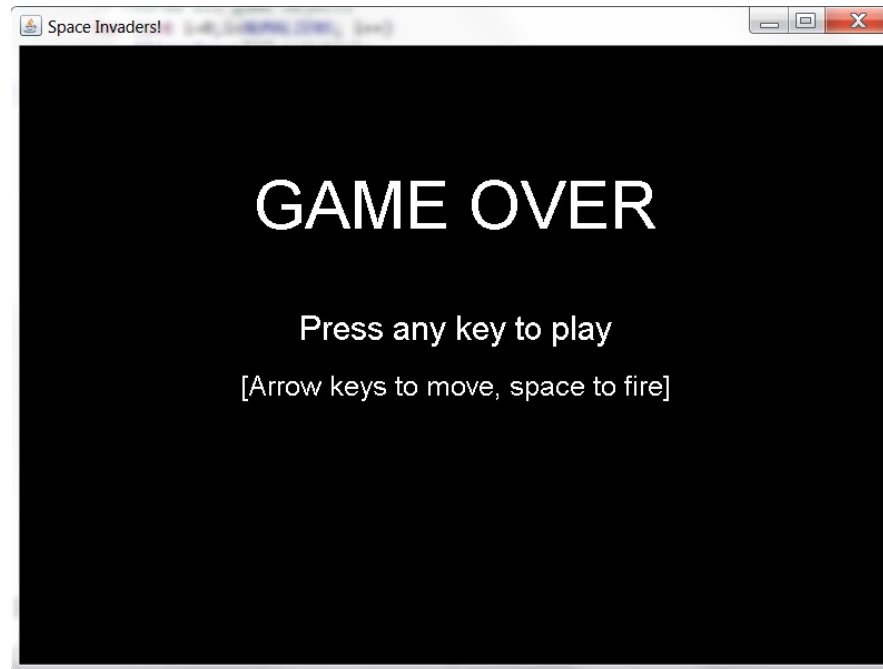 Space Invaders!
GAME OVER
Press any key to play
[Arrow keys to move, space to fire]